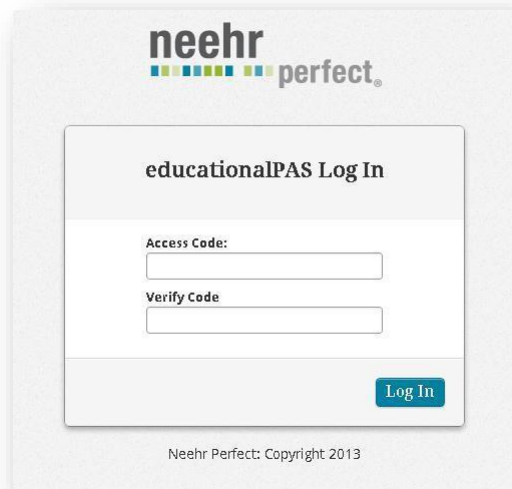 neehr
perfect®
educationalPAS Log In
Access Code:
Verify Code
Log In
Neehr Perfect: Copyright 2013